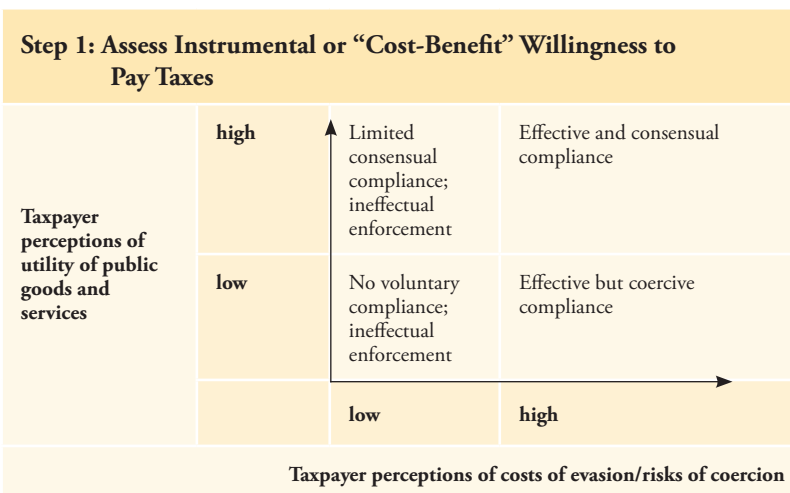 Step 1: Assess Instrumental or “Cost-Benefit” Willingness to
Pay Taxes
Taxpayer
perceptions of
utility of public
goods and
services
high
Limited
consensual
compliance;
ineffectual
enforcement
Effective and consensual
compliance
low
No voluntary
compliance;
ineffectual
enforcement
Effective but coercive
compliance
low
high
Taxpayer perceptions of costs of evasion/risks of coercion